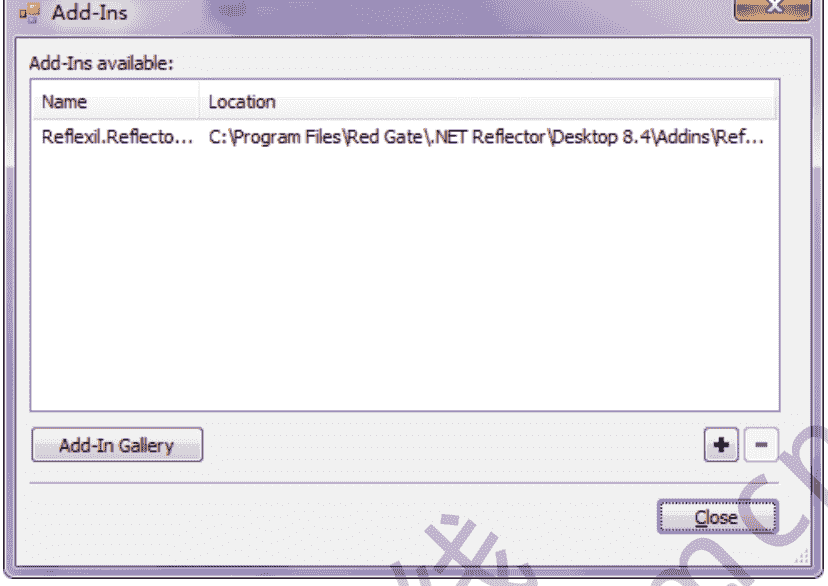 Add-Ins
Add-Ins available:
Name Location
Reflexil.Reflecto... C:\Program Files\Red Gate\.NET Reflector\Desktop 8.4\Addins\Ref...
Add-In Gallery
+ -
Close